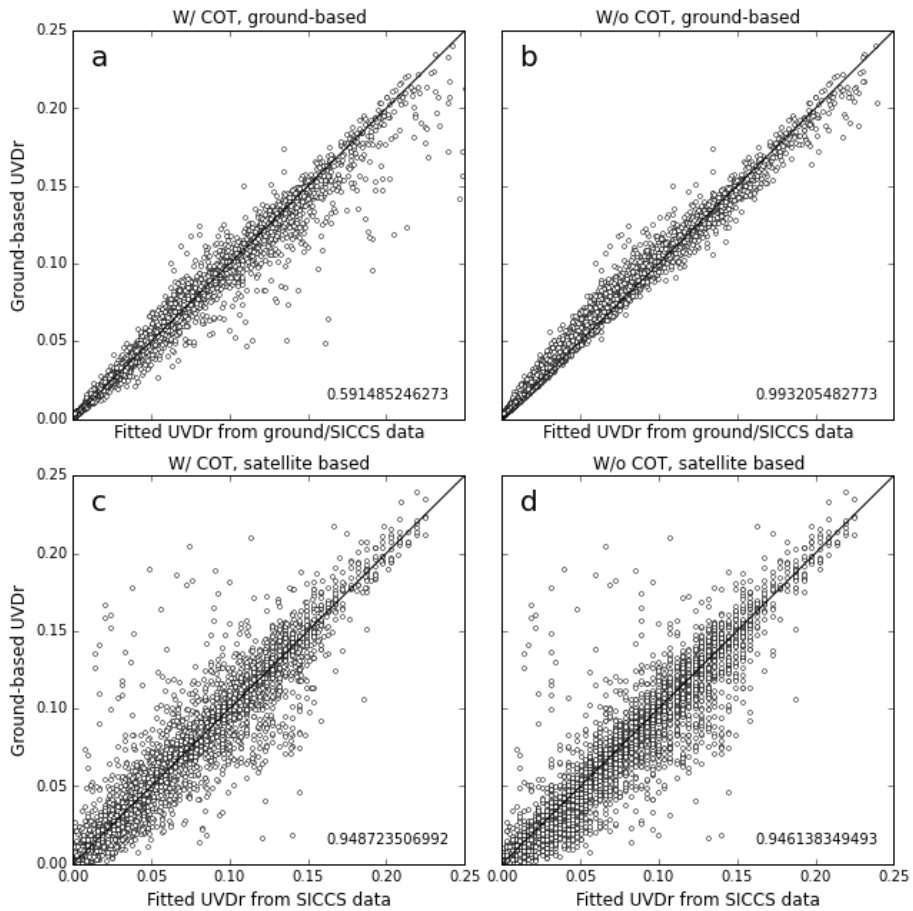 W/ COT, ground-based
W/o COT, ground-based
a
b
0.25
0.20
0.15
0.10
0.05
0.00
Ground-based UVDr
0.591485246273
0.993205482773
Fitted UVDr from ground/SICCS data
Fitted UVDr from ground/SICCS data
W/ COT, satellite based
W/o COT, satellite based
c
d
0.25
0.20
0.15
0.10
0.05
0.00
Ground-based UVDr
0.948723506992
0.946138349493
0.00 0.05 0.10 0.15 0.20 0.25
0.00 0.05 0.10 0.15 0.20 0.25
Fitted UVDr from SICCS data
Fitted UVDr from SICCS data